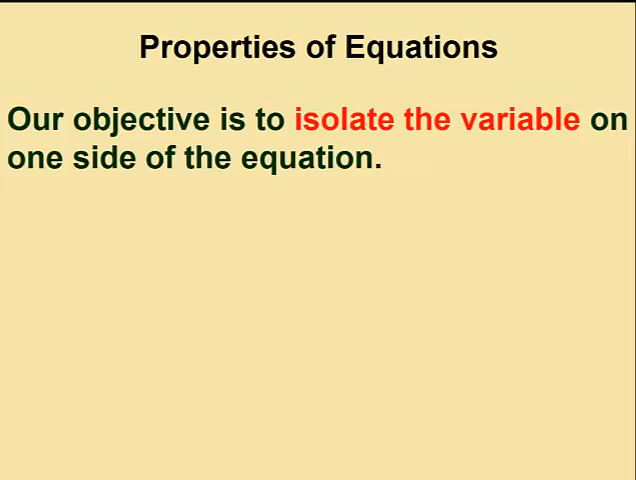 Properties of Equations
Our objective is to isolate the variable on
one side of the equation.